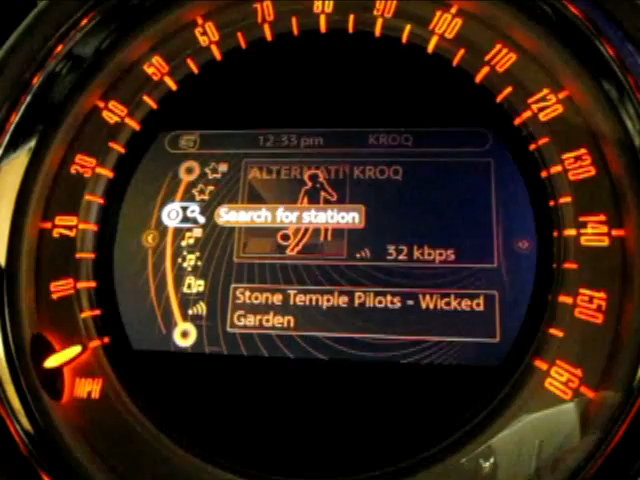 10
20
30
40
50
60
70
80
90
100
110
120
130
140
150
160
MPH
12:33 pm KROQ
ALTERNATI KROQ
Search for station
32 kbps
Stone Temple Pilots - Wicked
Garden